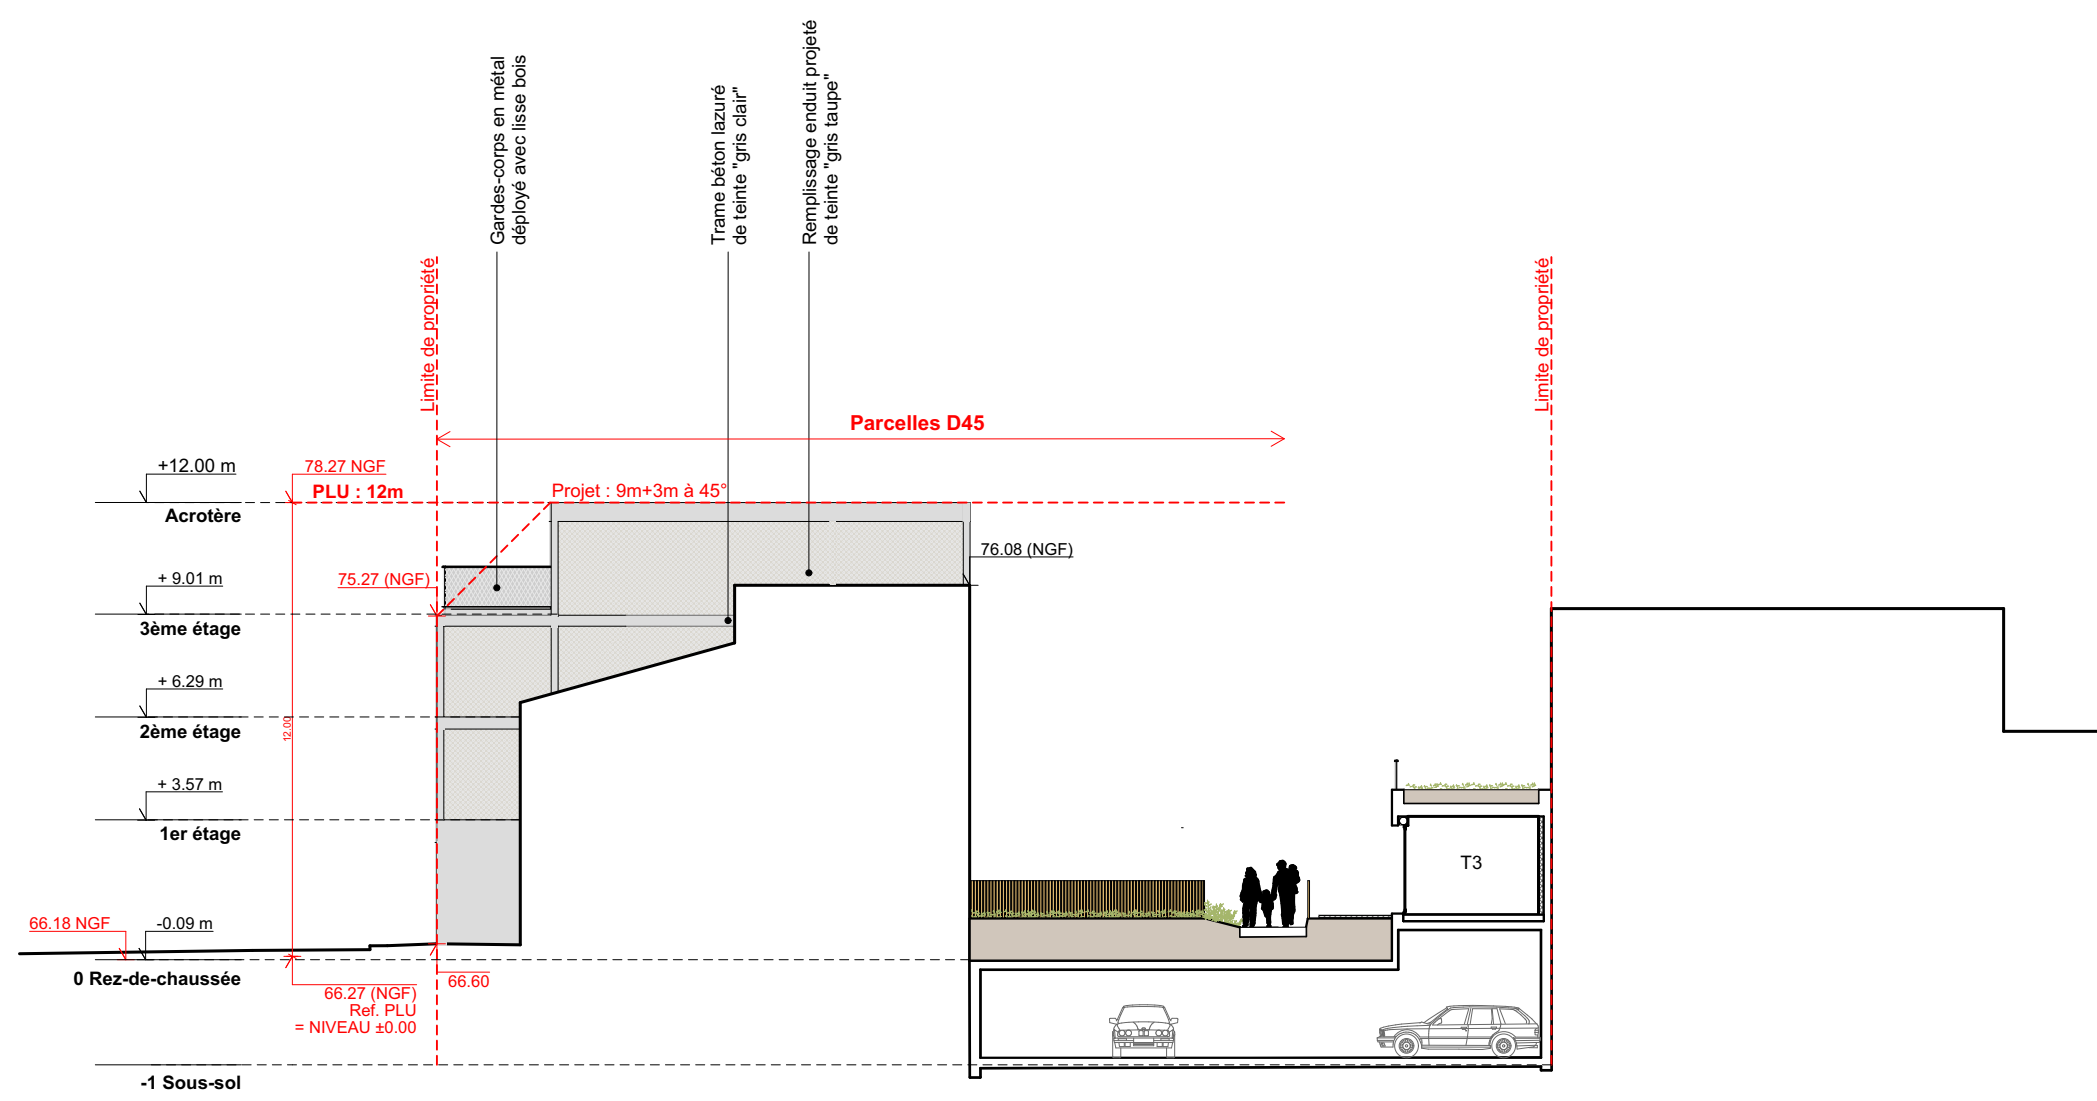 Gardes-corps en métal
déployé avec lisse bois
Trame béton lazuré
de teinte "gris clair"
Remplissage enduit projeté
de teinte "gris taupe"
Limite de propriété
Limite de propriété
Parcelles D45
+12.00 m
78.27 NGF
PLU : 12m
Projet : 9m+3m à 45°
Acrotère
76.08 (NGF)
+ 9.01 m
75.27 (NGF)
3ème étage
+ 6.29 m
2ème étage
12.00
+ 3.57 m
1er étage
T3
66.18 NGF
-0.09 m
0 Rez-de-chaussée
66.60
66.27 (NGF)
Ref. PLU
= NIVEAU ±0.00
-1 Sous-sol